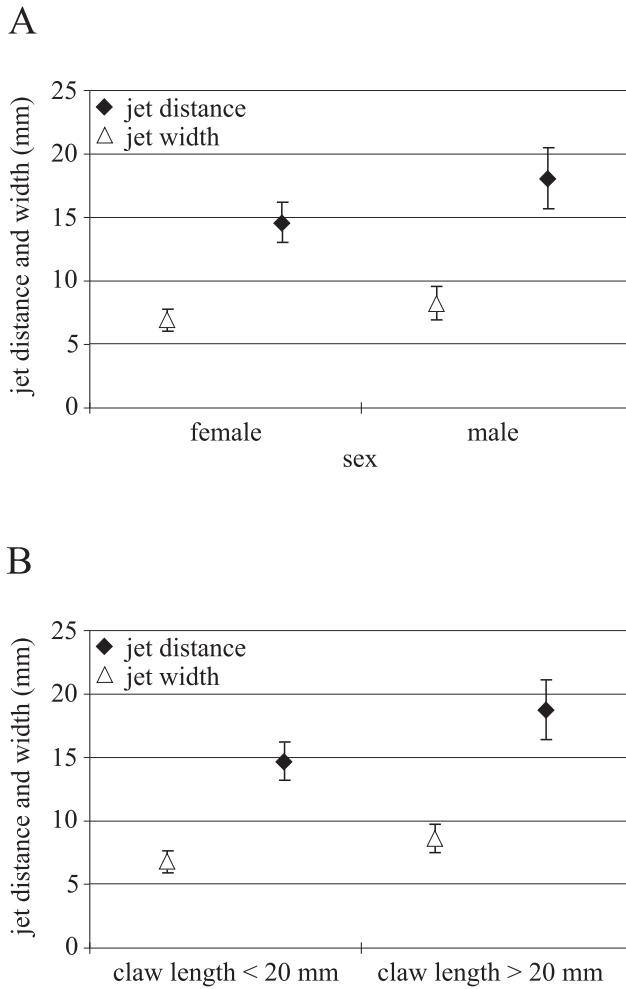 A
jet distance and width (mm)
25
20
15
10
5
0
jet distance
jet width
female male
sex
B
jet distance and width (mm)
25
20
15
10
5
0
jet distance
jet width
claw length < 20 mm claw length > 20 mm